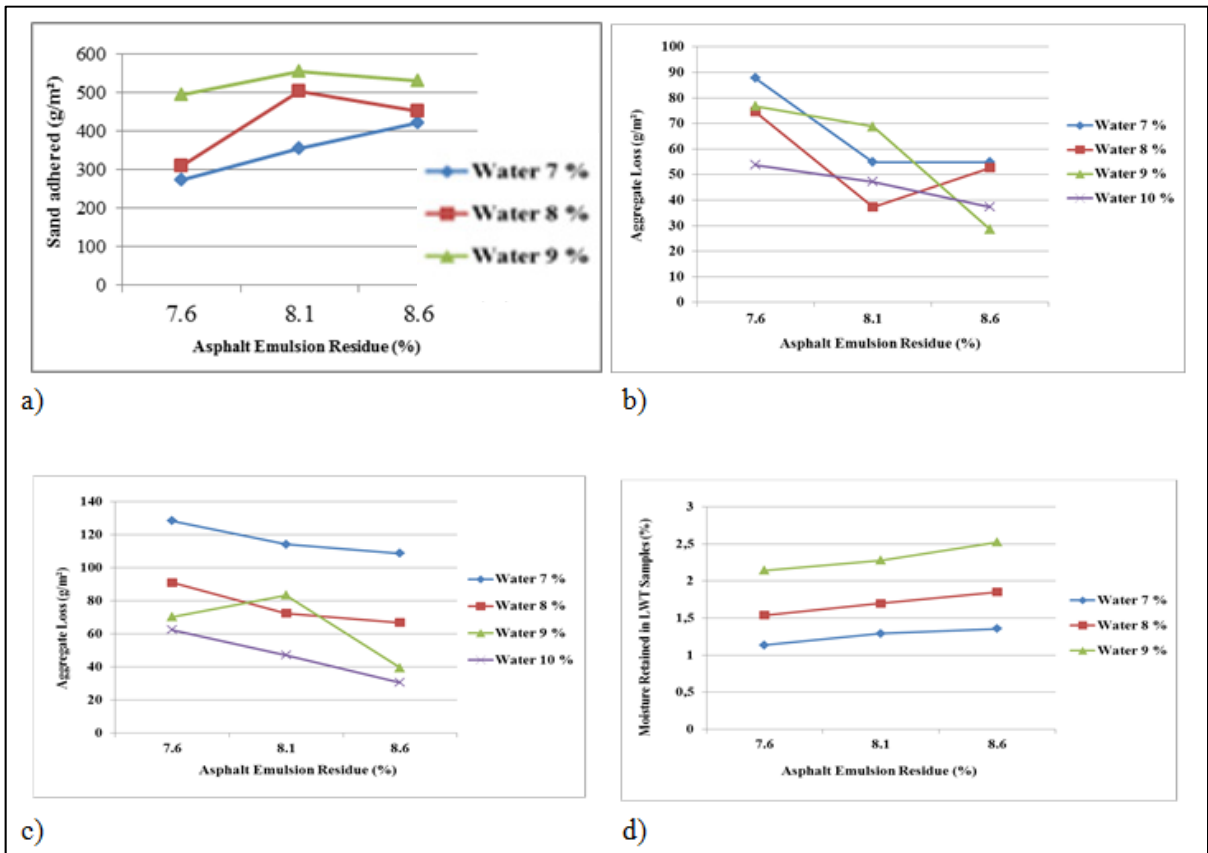 600
500
400
300
200
100
0
Sand adhered (g/m²)
7.6 8.1 8.6
Asphalt Emulsion Residue (%)
Water 7 %
Water 8 %
Water 9 %
a)
100
90
80
70
60
50
40
30
20
10
0
Aggregate Loss (g/m²)
7.6 8.1 8.6
Asphalt Emulsion Residue (%)
Water 7 %
Water 8 %
Water 9 %
Water 10 %
b)
140
120
100
80
60
40
20
0
Aggregate Loss (g/m²)
7.6 8.1 8.6
Asphalt Emulsion Residue (%)
Water 7 %
Water 8 %
Water 9 %
Water 10 %
c)
3
2,5
2
1,5
1
0,5
0
Moisture Retained in LWT Samples (%)
7.6 8.1 8.6
Asphalt Emulsion Residue (%)
Water 7 %
Water 8 %
Water 9 %
d)